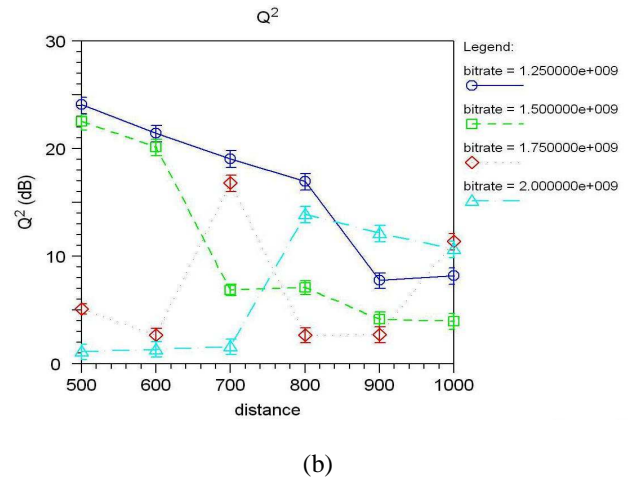 Q²
30
20
10
0
Q² (dB)
500 600 700 800 900 1000
distance
Legend:
bitrate = 1.250000e+009
bitrate = 1.500000e+009
bitrate = 1.750000e+009
bitrate = 2.000000e+009
(b)